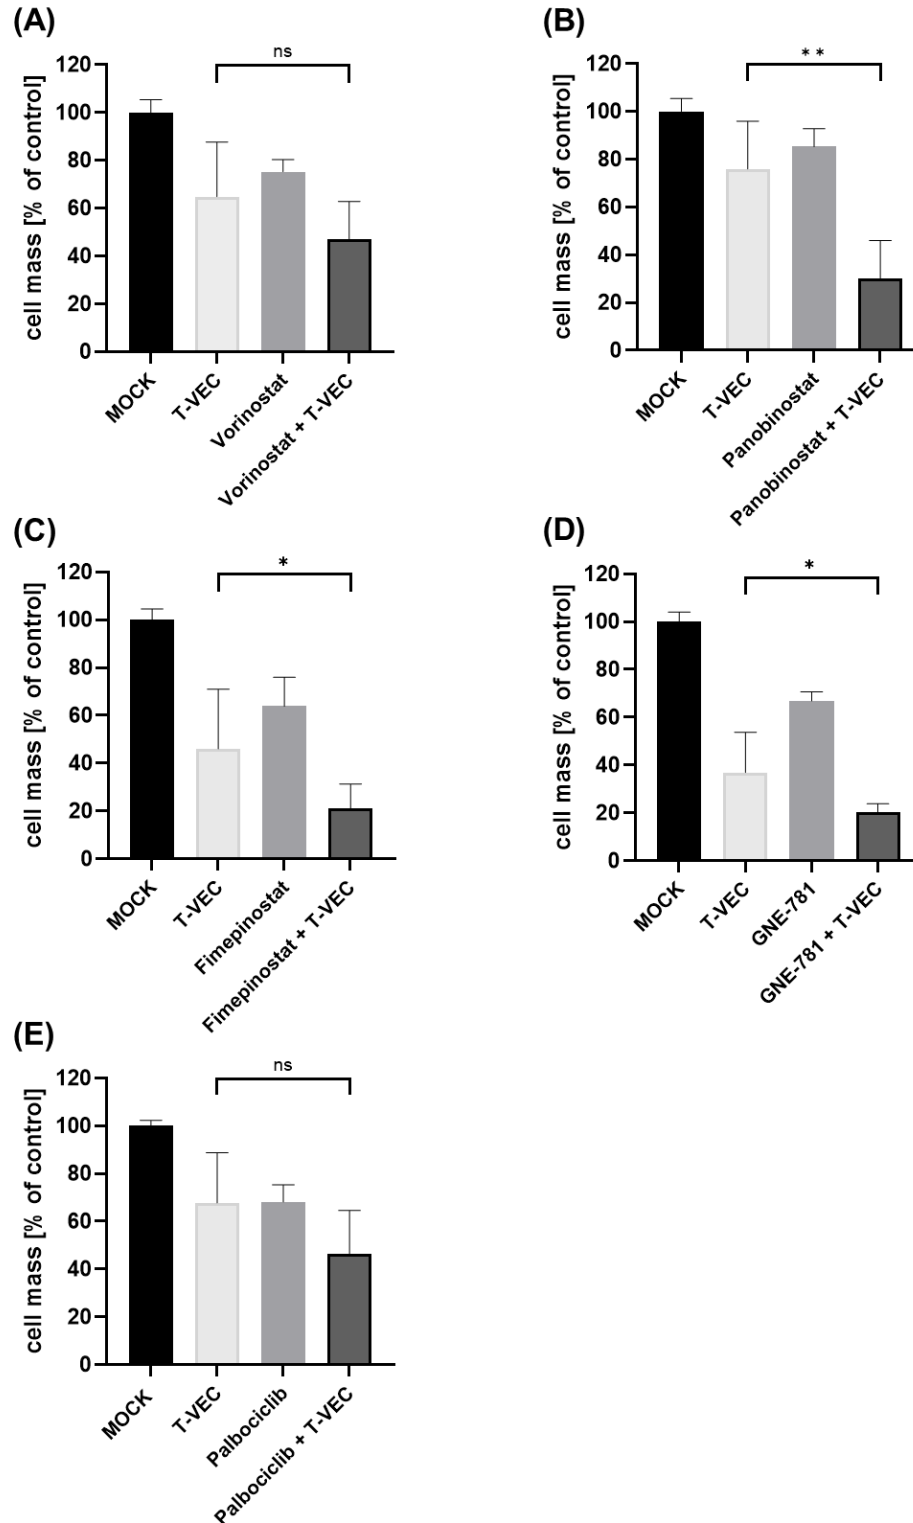 (A)
ns
cell mass [% of control]
120
100
80
60
40
20
0
MOCK
T-VEC
Vorinostat
Vorinostat + T-VEC
(B)
**
cell mass [% of control]
120
100
80
60
40
20
0
MOCK
T-VEC
Panobinostat
Panobinostat + T-VEC
(C)
*
cell mass [% of control]
120
100
80
60
40
20
0
MOCK
T-VEC
Fimepinostat
Fimepinostat + T-VEC
(D)
*
cell mass [% of control]
120
100
80
60
40
20
0
MOCK
T-VEC
GNE-781
GNE-781 + T-VEC
(E)
ns
cell mass [% of control]
120
100
80
60
40
20
0
MOCK
T-VEC
Palbociclib
Palbociclib + T-VEC